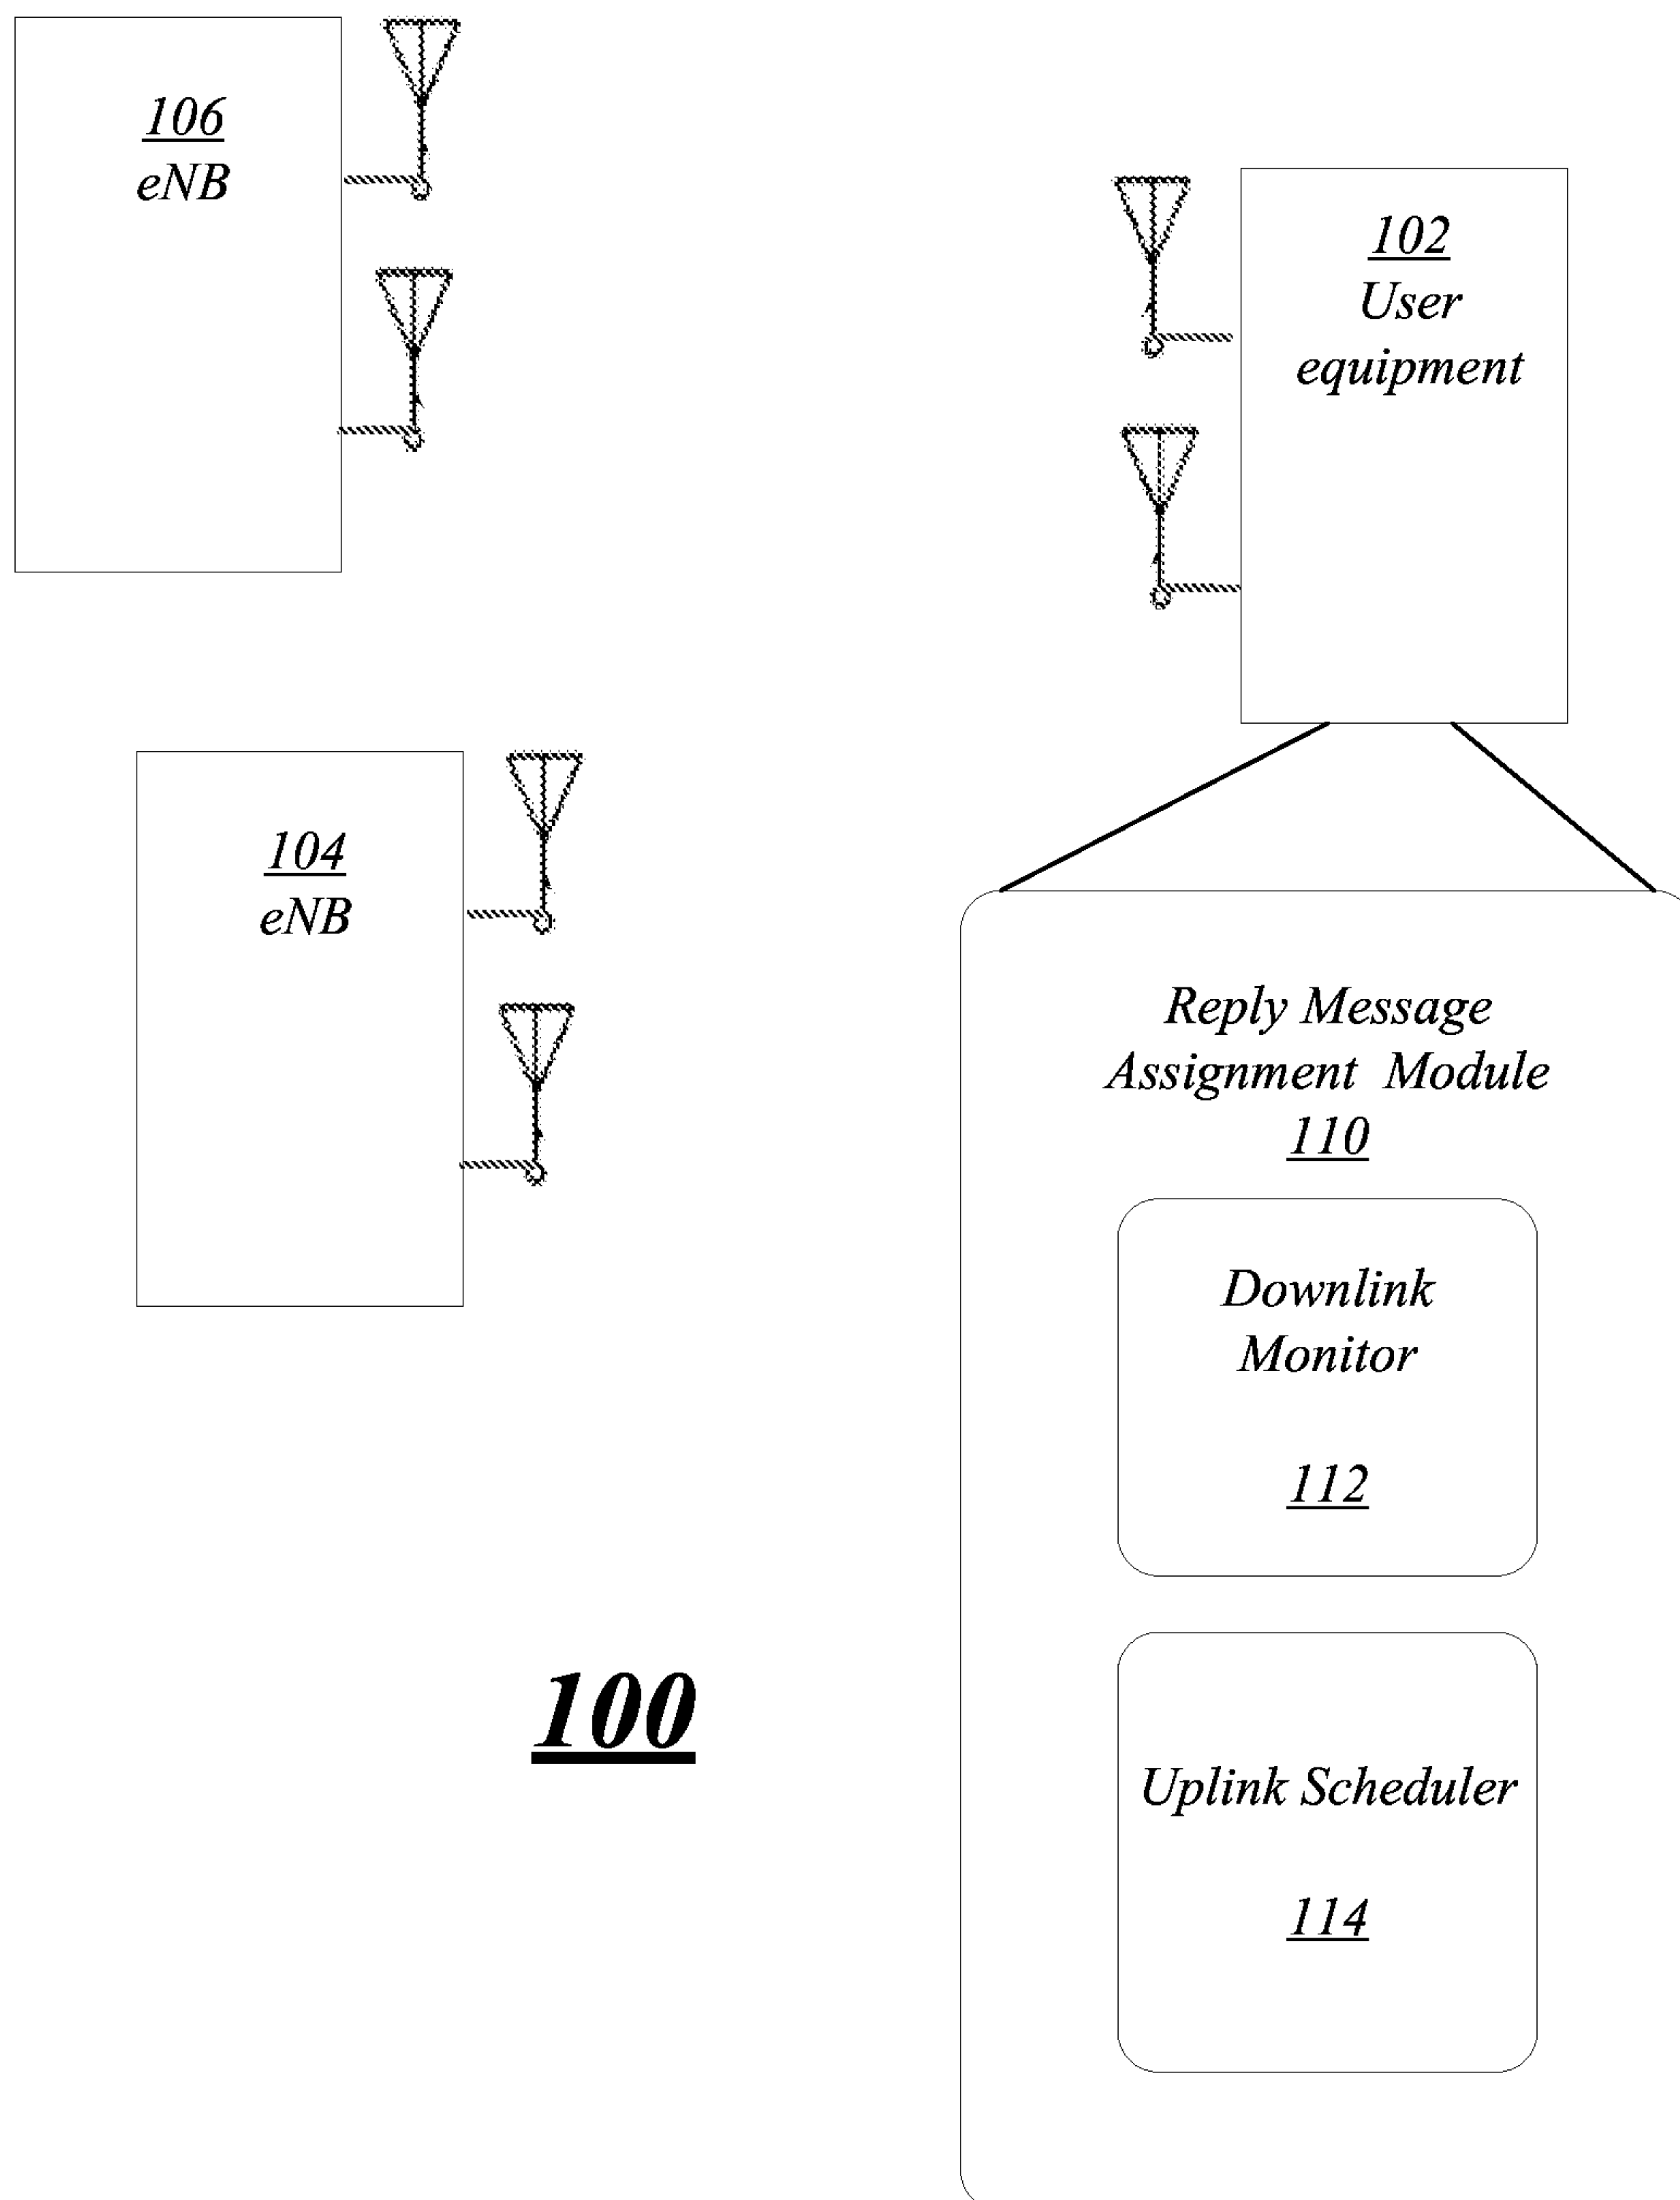 106
eNB
102
User
equipment
104
eNB
Reply Message
Assignment Module
110
Downlink
Monitor
112
Uplink Scheduler
114
100